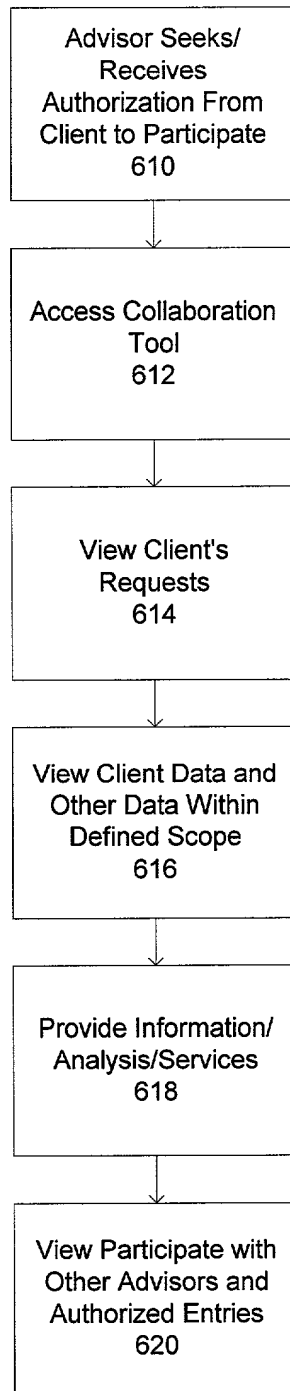 Advisor Seeks/
Receives
Authorization From
Client to Participate
610
Access Collaboration
Tool
612
View Client's
Requests
614
View Client Data and
Other Data Within
Defined Scope
616
Provide Information/
Analysis/Services
618
View Participate with
Other Advisors and
Authorized Entries
620